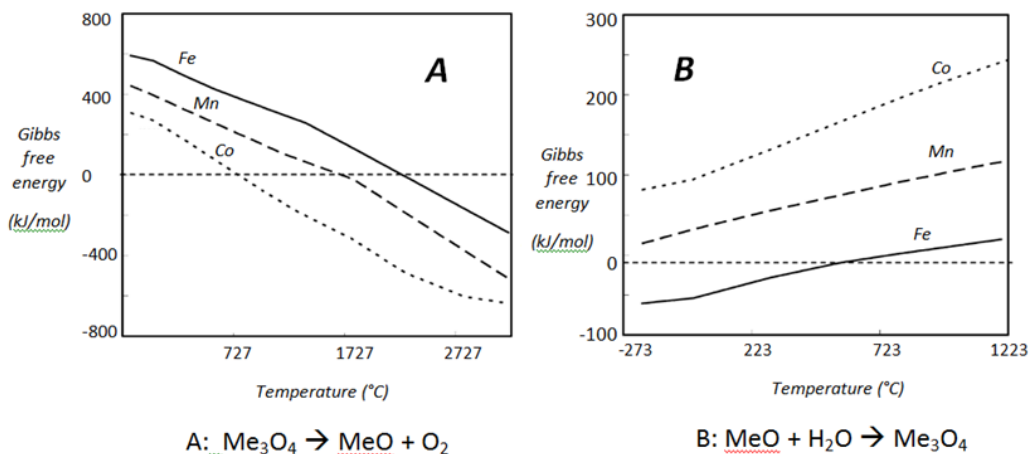 800
Fe
A
400
Mn
Gibbs
free
energy
(kJ/mol)
Co
0
-400
-800
727
1727
2727
Temperature (°C)
A: Me₃O₄ → MeO + O₂
300
B
Co
200
Gibbs
free
energy
(kJ/mol)
Mn
100
Fe
0
-100
-273
223
723
1223
Temperature (°C)
B: MeO + H₂O → Me₃O₄